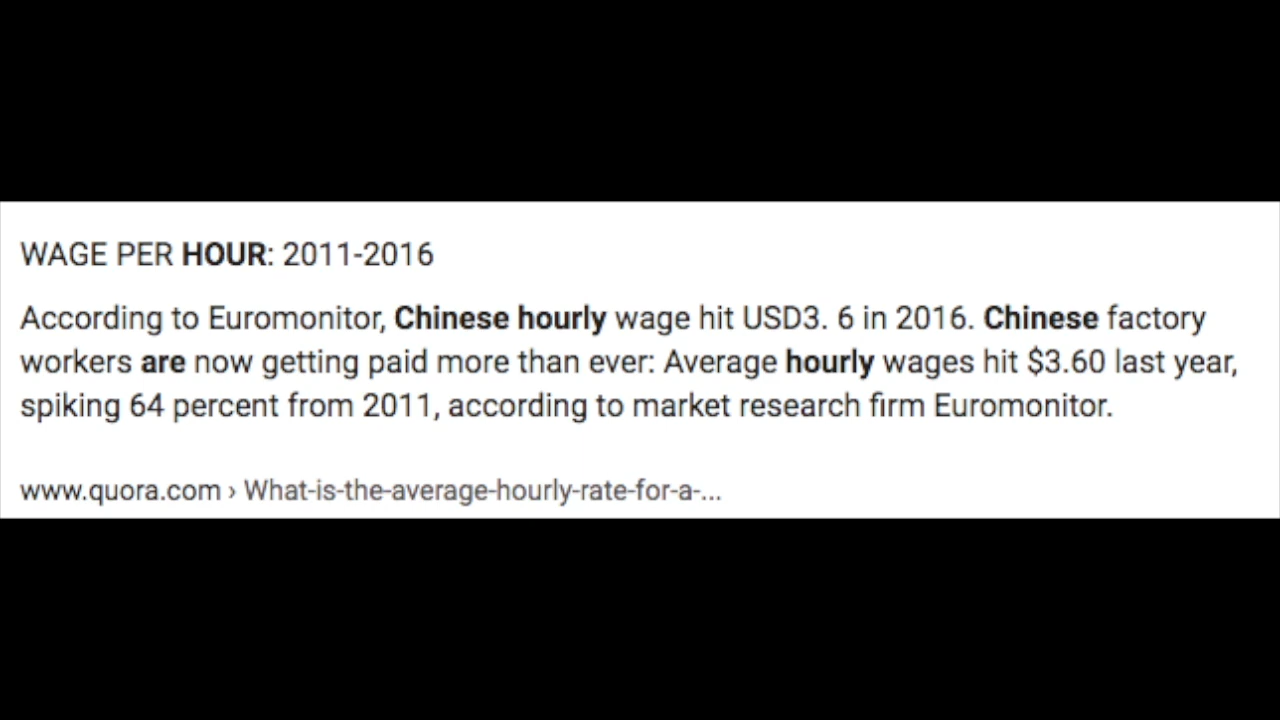 WAGE PER HOUR: 2011-2016
According to Euromonitor, Chinese hourly wage hit USD3. 6 in 2016. Chinese factory
workers are now getting paid more than ever: Average hourly wages hit $3.60 last year,
spiking 64 percent from 2011, according to market research firm Euromonitor.
www.quora.com › What-is-the-average-hourly-rate-for-a-...